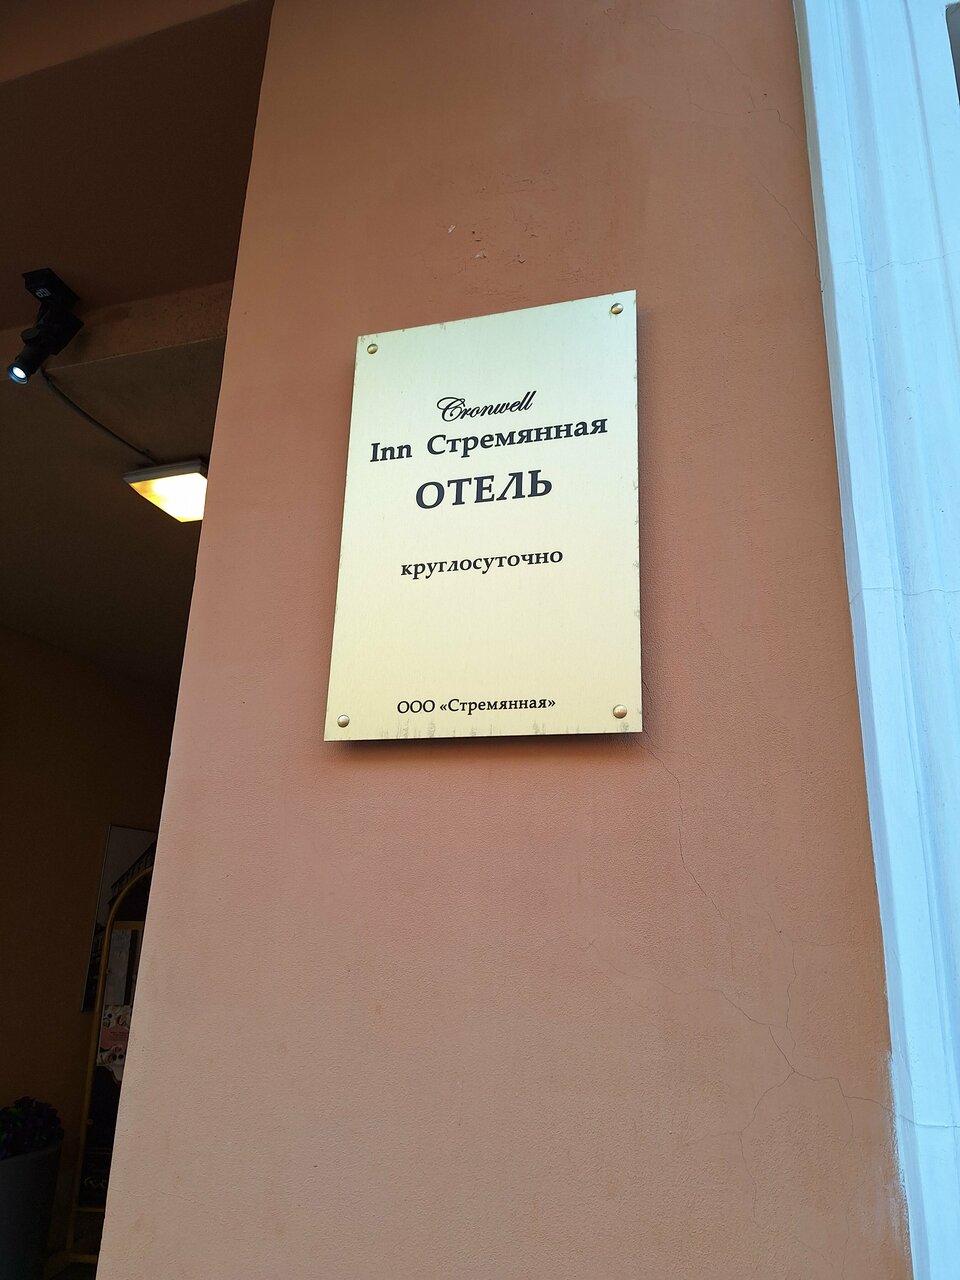 Cronwell
Inn Стремянная
ОТЕЛЬ
круглосуточно
ООО «Стремянная»